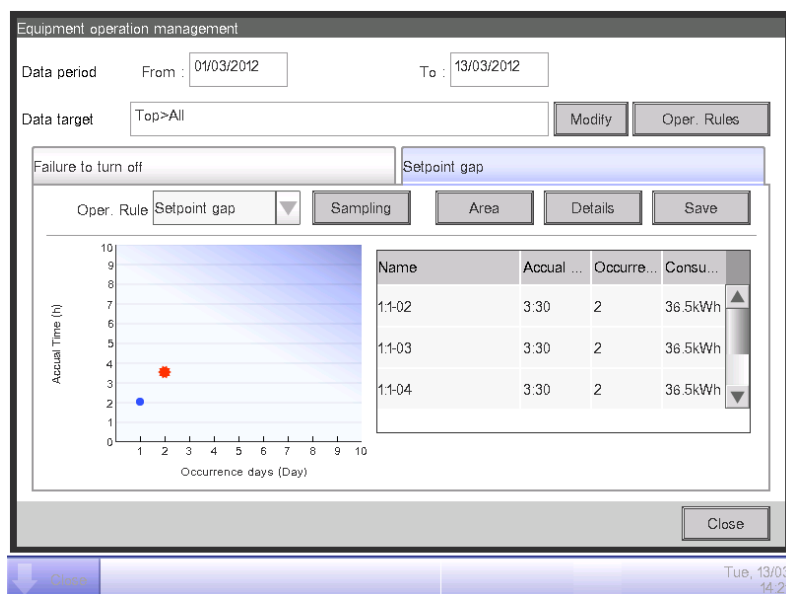 Equipment operation management
Data period From : 01/03/2012 To : 13/03/2012
Data target Top>All Modify Oper. Rules
Failure to turn off Setpoint gap
Oper. Rule Setpoint gap Sampling Area Details Save
Name Accual ... Occurre... Consu...
1:1-02 3:30 2 36.5kWh
1:1-03 3:30 2 36.5kWh
1:1-04 3:30 2 36.5kWh
Accual Time (h)
10
9
8
7
6
5
4
3
2
1
0
1 2 3 4 5 6 7 8 9 10
Occurrence days (Day)
Close
Close
Tue, 13/03
14:2